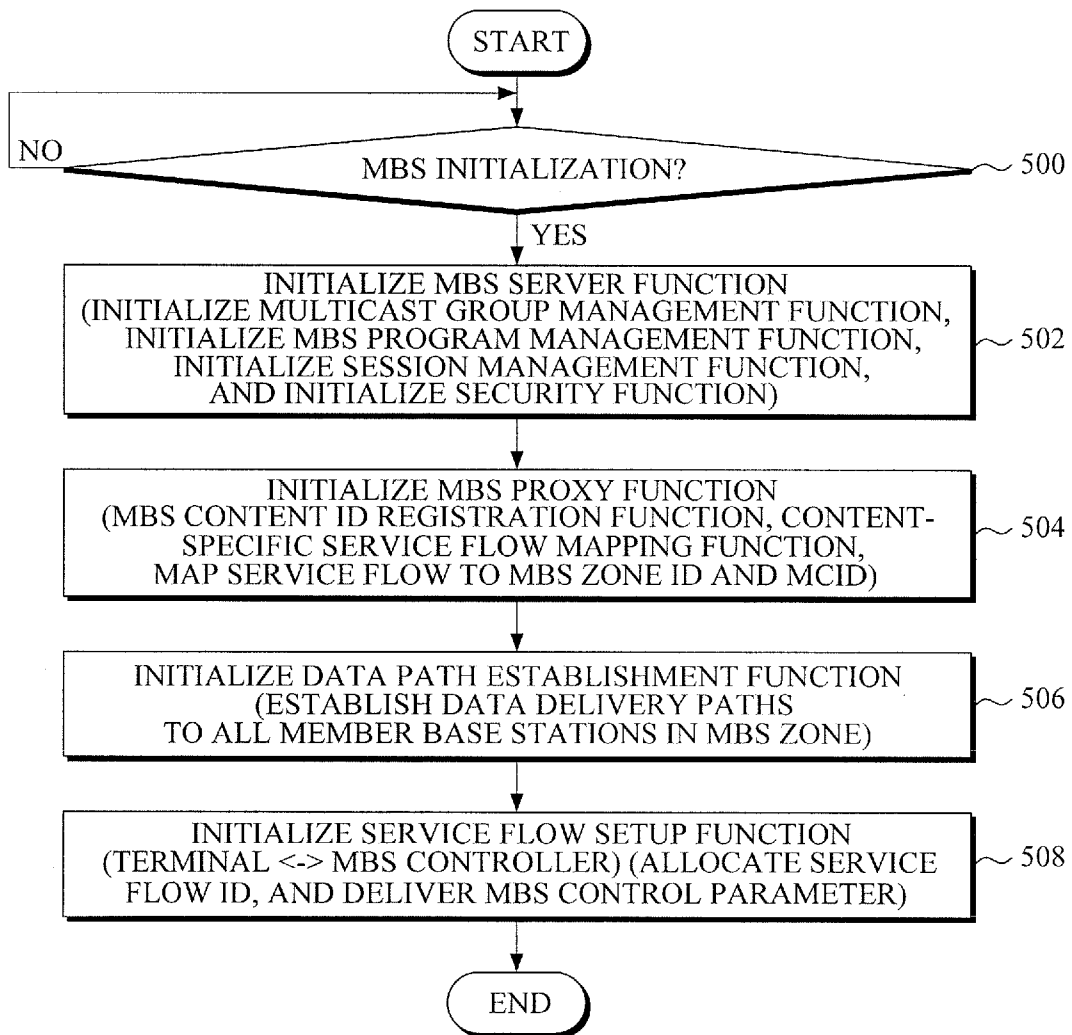 START
NO
MBS INITIALIZATION?
500
YES
INITIALIZE MBS SERVER FUNCTION
(INITIALIZE MULTICAST GROUP MANAGEMENT FUNCTION,
INITIALIZE MBS PROGRAM MANAGEMENT FUNCTION,
INITIALIZE SESSION MANAGEMENT FUNCTION,
AND INITIALIZE SECURITY FUNCTION)
502
INITIALIZE MBS PROXY FUNCTION
(MBS CONTENT ID REGISTRATION FUNCTION, CONTENT-
SPECIFIC SERVICE FLOW MAPPING FUNCTION,
MAP SERVICE FLOW TO MBS ZONE ID AND MCID)
504
INITIALIZE DATA PATH ESTABLISHMENT FUNCTION
(ESTABLISH DATA DELIVERY PATHS
TO ALL MEMBER BASE STATIONS IN MBS ZONE)
506
INITIALIZE SERVICE FLOW SETUP FUNCTION
(TERMINAL <-> MBS CONTROLLER) (ALLOCATE SERVICE
FLOW ID, AND DELIVER MBS CONTROL PARAMETER)
508
END